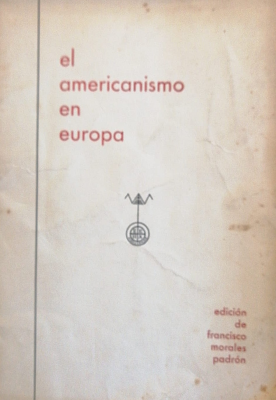 el
americanismo
en
europa
edición
de
francisco
morales
padrón